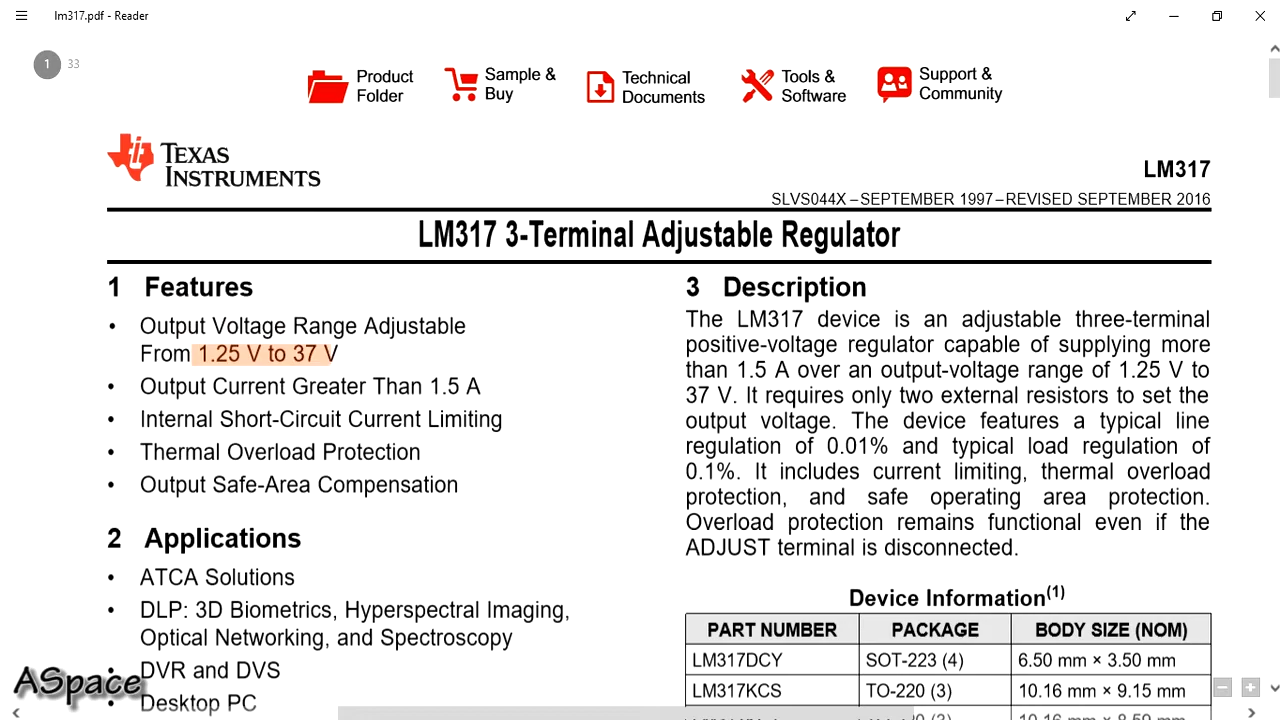 lm317.pdf - Reader
1 33
Product
Folder
Sample &
Buy
Technical
Documents
Tools &
Software
Support &
Community
TEXAS
INSTRUMENTS
LM317
SLVS044X – SEPTEMBER 1997 – REVISED SEPTEMBER 2016
LM317 3-Terminal Adjustable Regulator
1 Features
• Output Voltage Range Adjustable
From 1.25 V to 37 V
• Output Current Greater Than 1.5 A
• Internal Short-Circuit Current Limiting
• Thermal Overload Protection
• Output Safe-Area Compensation
2 Applications
• ATCA Solutions
• DLP: 3D Biometrics, Hyperspectral Imaging,
Optical Networking, and Spectroscopy
• DVR and DVS
• Desktop PC
3 Description
The LM317 device is an adjustable three-terminal
positive-voltage regulator capable of supplying more
than 1.5 A over an output-voltage range of 1.25 V to
37 V. It requires only two external resistors to set the
output voltage. The device features a typical line
regulation of 0.01% and typical load regulation of
0.1%. It includes current limiting, thermal overload
protection, and safe operating area protection.
Overload protection remains functional even if the
ADJUST terminal is disconnected.
Device Information(1)
PART NUMBER PACKAGE BODY SIZE (NOM)
LM317DCY SOT-223 (4) 6.50 mm × 3.50 mm
LM317KCS TO-220 (3) 10.16 mm × 9.15 mm
ASpace